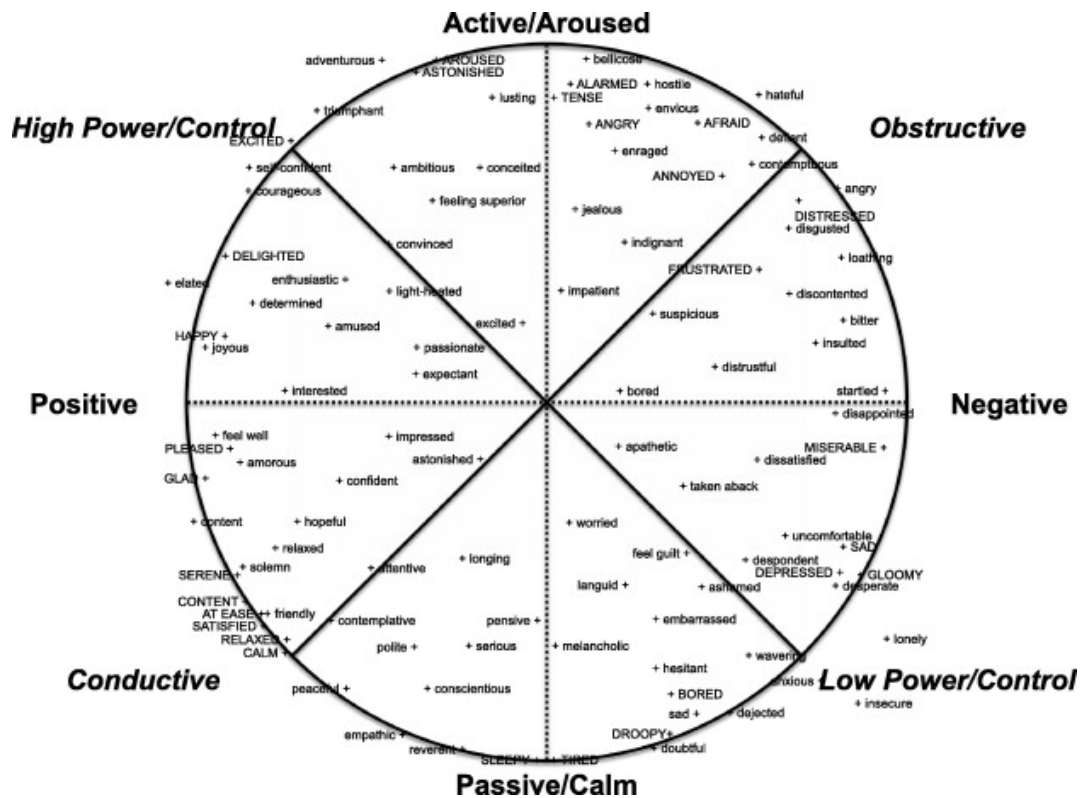 Active/Aroused
adventurous +
+ AROUSED
+ bellicose
+ ASTONISHED
+ ALARMED
+ hostile
+ hateful
+ lusting
+ TENSE
+ envious
+ triumphant
High Power/Control
+ ANGRY
+ AFRAID
Obstructive
EXCITED +
+ defiant
+ enraged
+ self-confident
+ ambitious
+ conceited
+ contemptuous
ANNOYED +
+ courageous
+ angry
+ feeling superior
+ jealous
+
DISTRESSED
+ disgusted
+ convinced
+ indignant
+ DELIGHTED
+ loathing
FRUSTRATED +
+ elated
enthusiastic +
+ light-heated
+ impatient
+ discontented
+ determined
+ suspicious
+ bitter
+ amused
excited +
HAPPY +
+ insulted
+ joyous
+ passionate
+ distrustful
+ expectant
+ interested
+ bored
startled +
Positive
Negative
+ disappointed
+ feel well
+ impressed
PLEASED +
+ apathetic
MISERABLE +
+ amorous
astonished +
+ dissatisfied
GLAD +
+ confident
+ taken aback
+ content
+ hopeful
+ worried
+ uncomfortable
+ relaxed
+ SAD
+ longing
feel guilt +
+ despondent
+ solemn
+ attentive
SERENE +
DEPRESSED +
+ GLOOMY
languid +
+ ashamed
+ desperate
CONTENT +
AT EASE +
+ friendly
+ contemplative
pensive +
+ embarrassed
SATISFIED +
RELAXED +
+ lonely
CALM +
polite +
+ serious
+ melancholic
+ wavering
+ hesitant
Conductive
anxious +
Low Power/Control
peaceful +
+ conscientious
+ BORED
+ insecure
sad +
+ dejected
empathic +
DROOPY +
reverent +
+ doubtful
SLEEPY +
+ TIRED
Passive/Calm